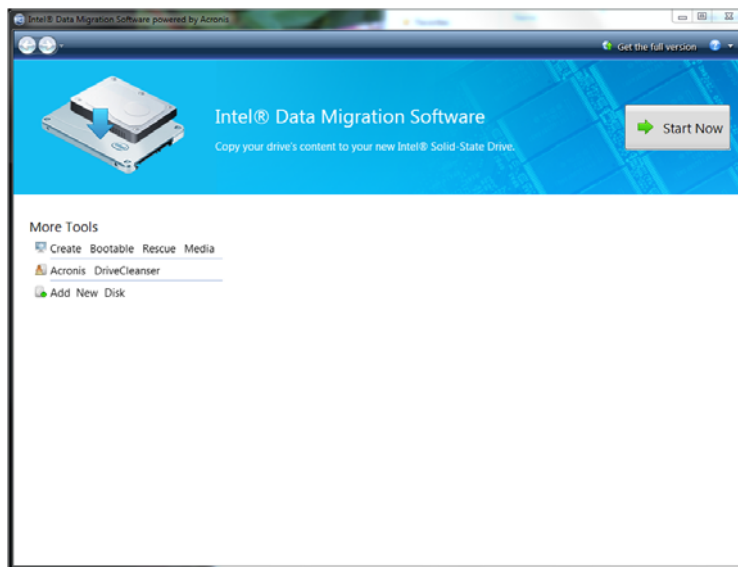 Intel® Data Migration Software powered by Acronis
Get the full version
Intel® Data Migration Software
Copy your drive's content to your new Intel® Solid-State Drive.
Start Now
More Tools
Create Bootable Rescue Media
Acronis DriveCleanser
Add New Disk